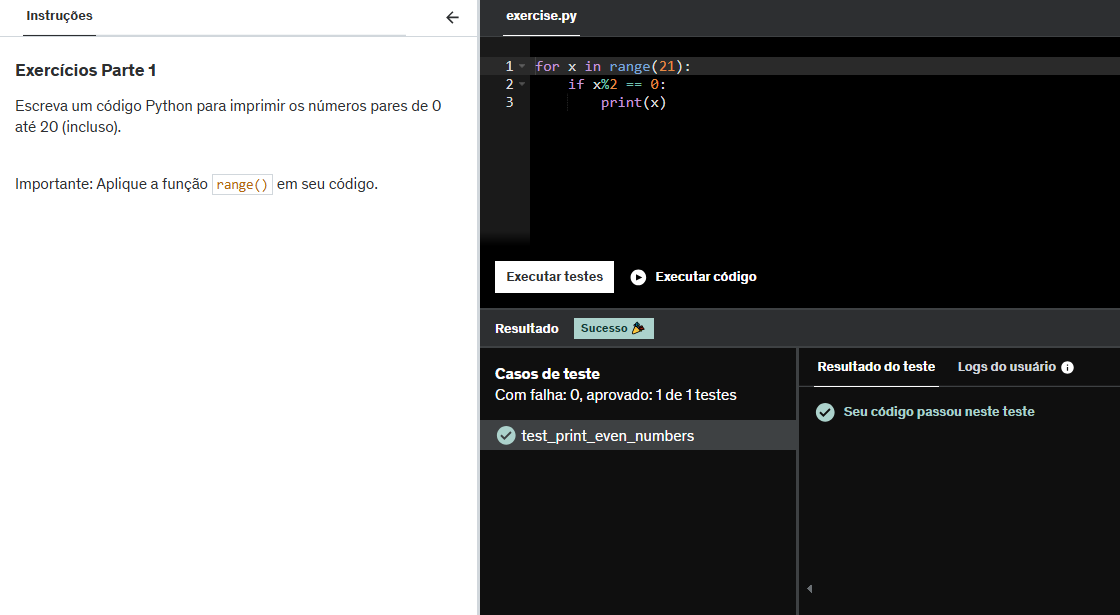 Instruções
Exercícios Parte 1
Escreva um código Python para imprimir os números pares de 0
até 20 (incluso).
Importante: Aplique a função range() em seu código.
exercise.py
1 for x in range(21):
2     if x%2 == 0:
3         print(x)
Executar testes Executar código
Resultado Sucesso
Casos de teste
Com falha: 0, aprovado: 1 de 1 testes
test_print_even_numbers
Resultado do teste Logs do usuário
Seu código passou neste teste